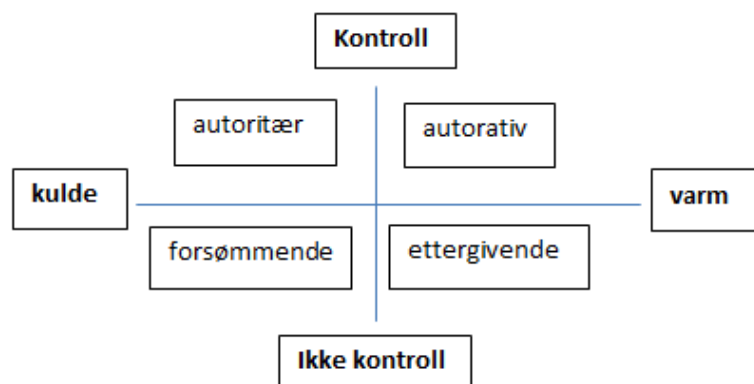 Kontroll
autoritær
autorativ
kulde
varm
forsømmende
ettergivende
Ikke kontroll